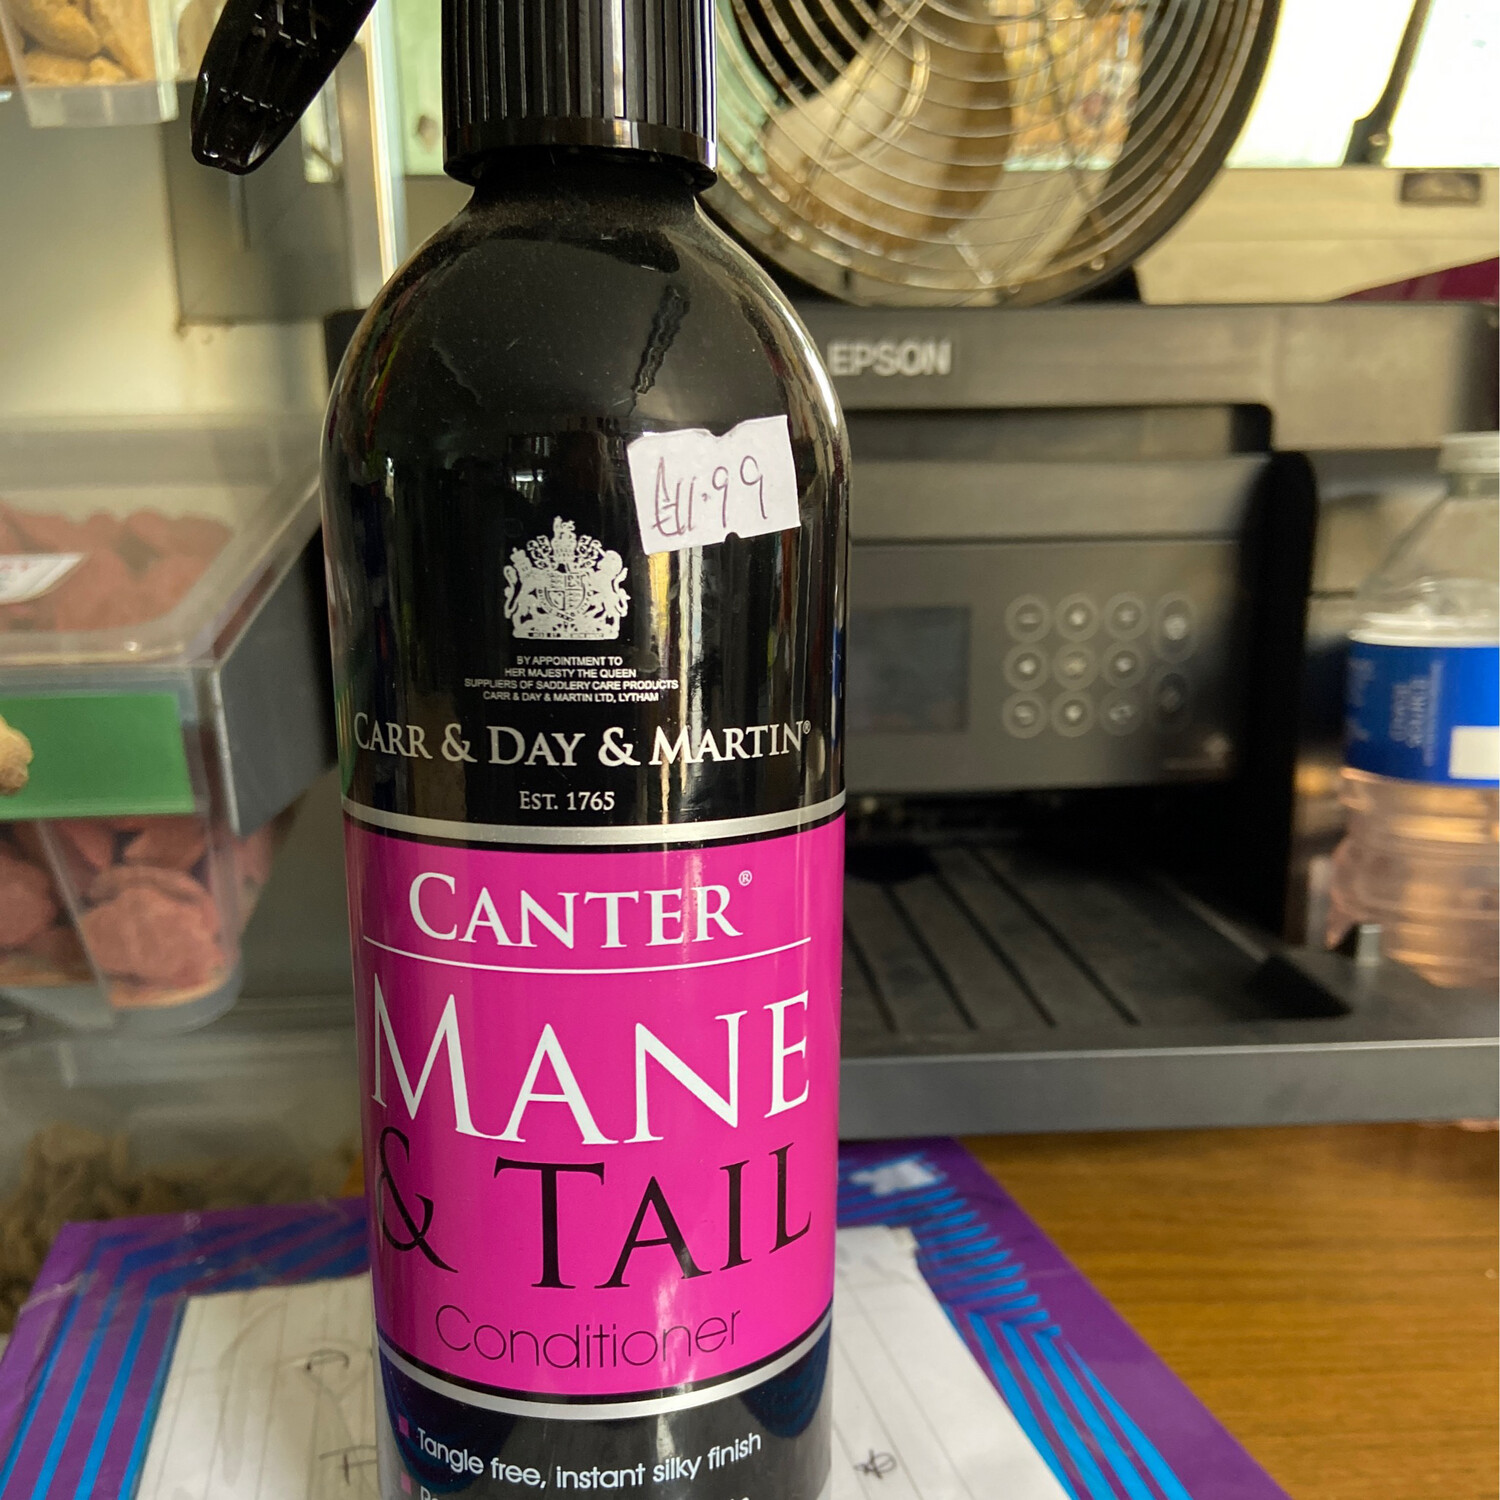 EPSON
£11.99
BY APPOINTMENT TO
HER MAJESTY THE QUEEN
SUPPLIERS OF SADDLERY CARE PRODUCTS
CARR & DAY & MARTIN LTD, LYTHAM
CARR & DAY & MARTIN®
EST. 1765
CANTER®
MANE
& TAIL
Conditioner
Tangle free, instant silky finish